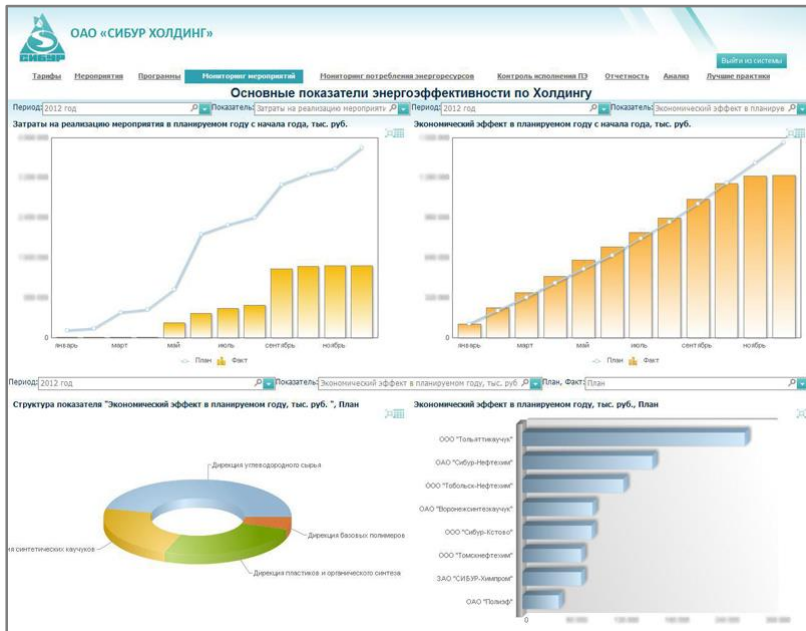 ОАО «СИБУР ХОЛДИНГ»
СИБУР
Выйти из системы
Тарифы Мероприятия Программы Мониторинг мероприятий Мониторинг потребления энергоресурсов Контроль исполнения ПЭ Отчетность Анализ Лучшие практики
Основные показатели энергоэффективности по Холдингу
Период: 2012 год Показатель: Затраты на реализацию мероприяти Период: 2012 год Показатель: Экономический эффект в планируе
Затраты на реализацию мероприятия в планируемом году с начала года, тыс. руб.
Экономический эффект в планируемом году с начала года, тыс. руб.
0
январь март май июль сентябрь ноябрь
План Факт
0
январь март май июль сентябрь ноябрь
План Факт
Период: 2012 год Показатель: Экономический эффект в планируемом году, тыс. руб План, Факт: План
Структура показателя "Экономический эффект в планируемом году, тыс. руб. ", План
Дирекция углеводородного сырья
Дирекция базовых полимеров
Дирекция пластиков и органического синтеза
я синтетических каучуков
Экономический эффект в планируемом году, тыс. руб., План
ООО "Тольяттикаучук"
ОАО "Сибур-Нефтехим"
ООО "Тобольск-Нефтехим"
ОАО "Воронежсинтезкаучук"
ООО "Сибур-Кстово"
ООО "Томскнефтехим"
ЗАО "СИБУР-Химпром"
ОАО "Полиэф"
0